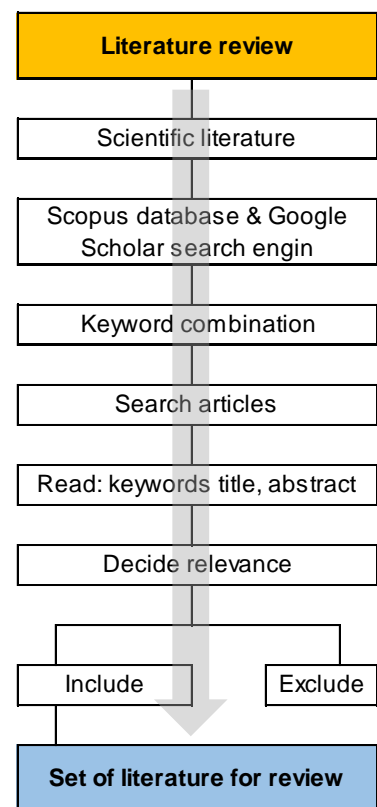 Literature review
Scientific literature
Scopus database & Google
Scholar search engin
Keyword combination
Search articles
Read: keywords title, abstract
Decide relevance
Include
Exclude
Set of literature for review